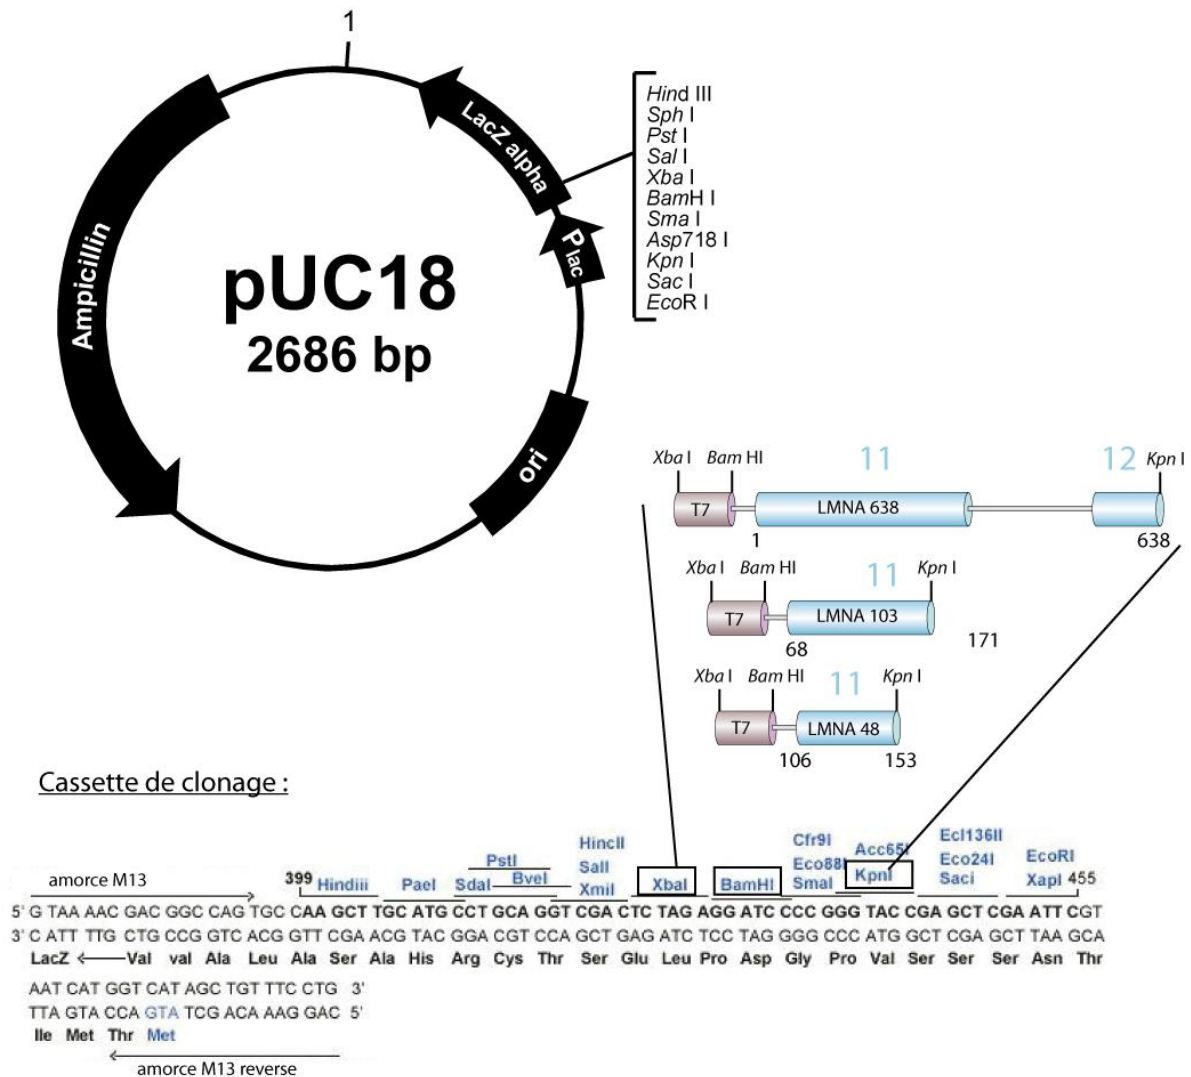 1
LacZ alpha
Hind III
Sph I
Pst I
Sal I
Xba I
BamH I
Sma I
Asp718 I
Kpn I
Sac I
EcoR I
Plac
Ampicillin
pUC18
2686 bp
ori
Xba I Bam HI 11 12 Kpn I
T7 LMNA 638
1 638
Xba I Bam HI 11 Kpn I
T7 LMNA 103
68 171
Xba I Bam HI 11 Kpn I
T7 LMNA 48
106 153
Cassette de clonage :
HincII Cfr9I Acc65I Ecl136II
PstI SalI Eco88I Eco24I EcoRI
amorce M13 399 Hindiii PaeI SdaI BveI XmiI XbaI BamHI SmaI KpnI Saci XapI 455
5' G TAA AAC GAC GGC CAG TGC CAA GCT TGC ATG CCT GCA GGT CGA CTC TAG AGG ATC CCC GGG TAC CGA GCT CGA ATT CGT
3' C ATT TTG CTG CCG GTC ACG GTT CGA ACG TAC GGA CGT CCA GCT GAG ATC TCC TAG GGG CCC ATG GCT CGA GCT TAA GCA
LacZ Val val Ala Leu Ala Ser Ala His Arg Cys Thr Ser Glu Leu Pro Asp Gly Pro Val Ser Ser Ser Asn Thr
AAT CAT GGT CAT AGC TGT TTC CTG 3'
TTA GTA CCA GTA TCG ACA AAG GAC 5'
Ile Met Thr Met
amorce M13 reverse